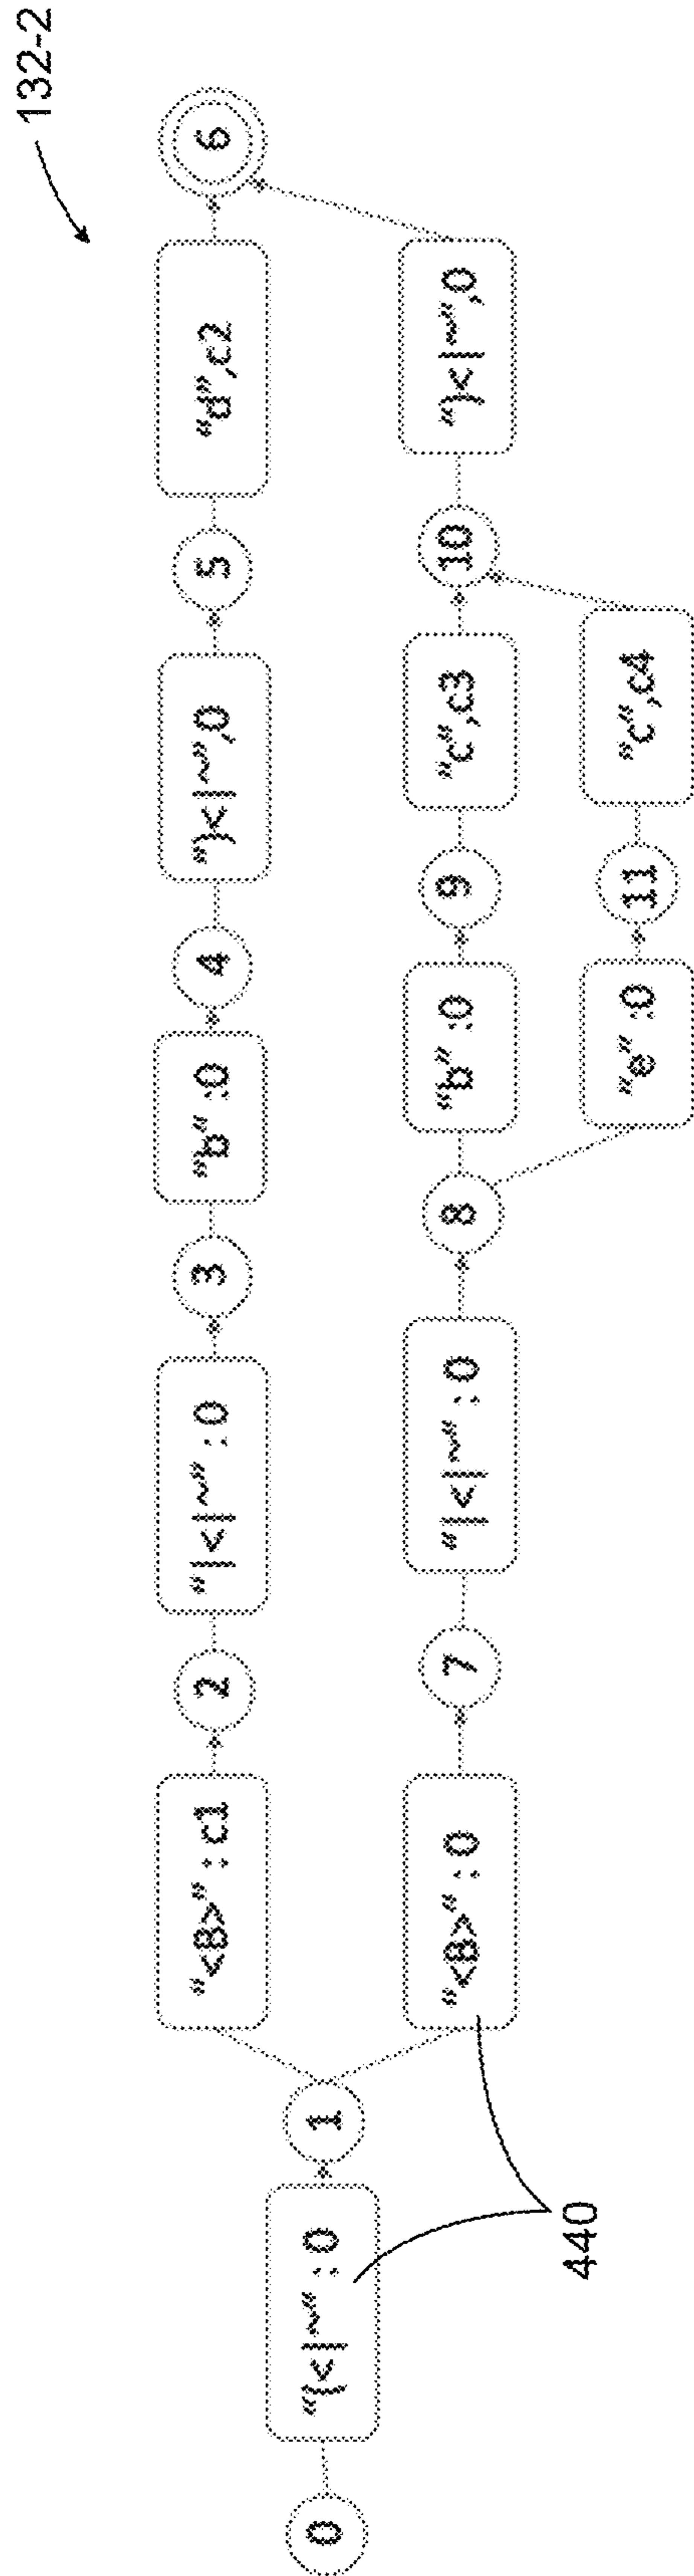 132-2
0
"{<|~" : 0
1
"<B>" : c1
2
"|<|~" : 0
3
"b" :0
4
"}<|~",0
5
"d",c2
6
"<B>" : 0
7
"|<|~" : 0
8
"b" :0
9
"c",c3
10
"}<|~",0
"e" :0
11
"c",c4
440